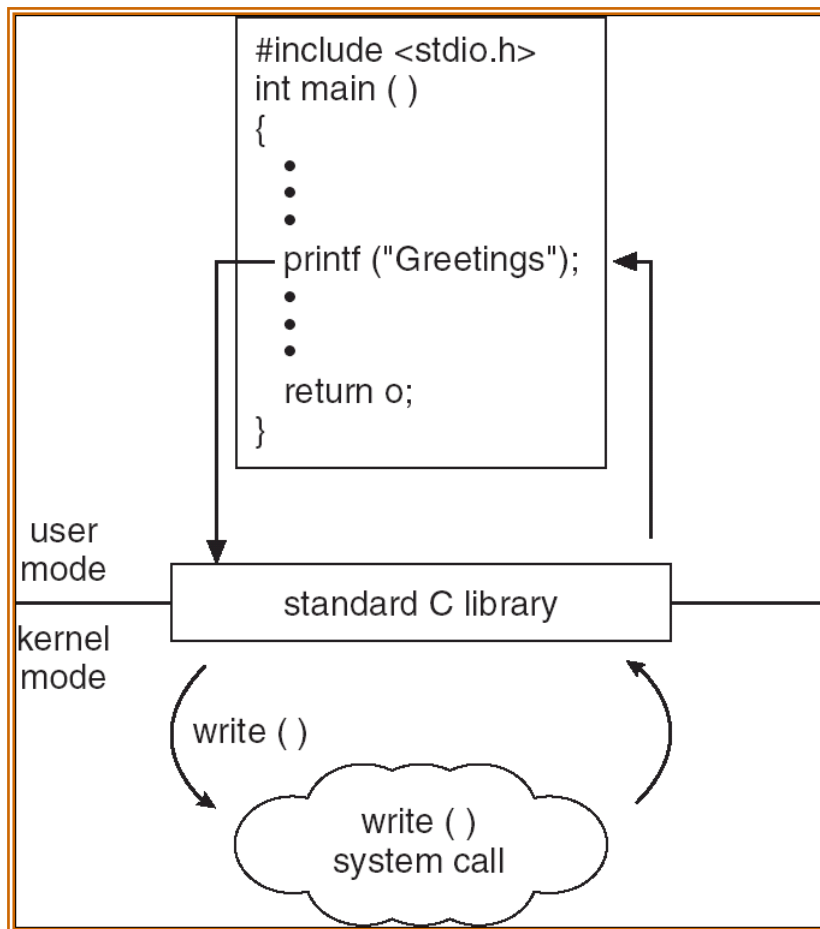 #include <stdio.h>
int main ( )
{
•
•
•
printf ("Greetings");
•
•
•
return o;
}
user
mode
standard C library
kernel
mode
write ( )
write ( )
system call